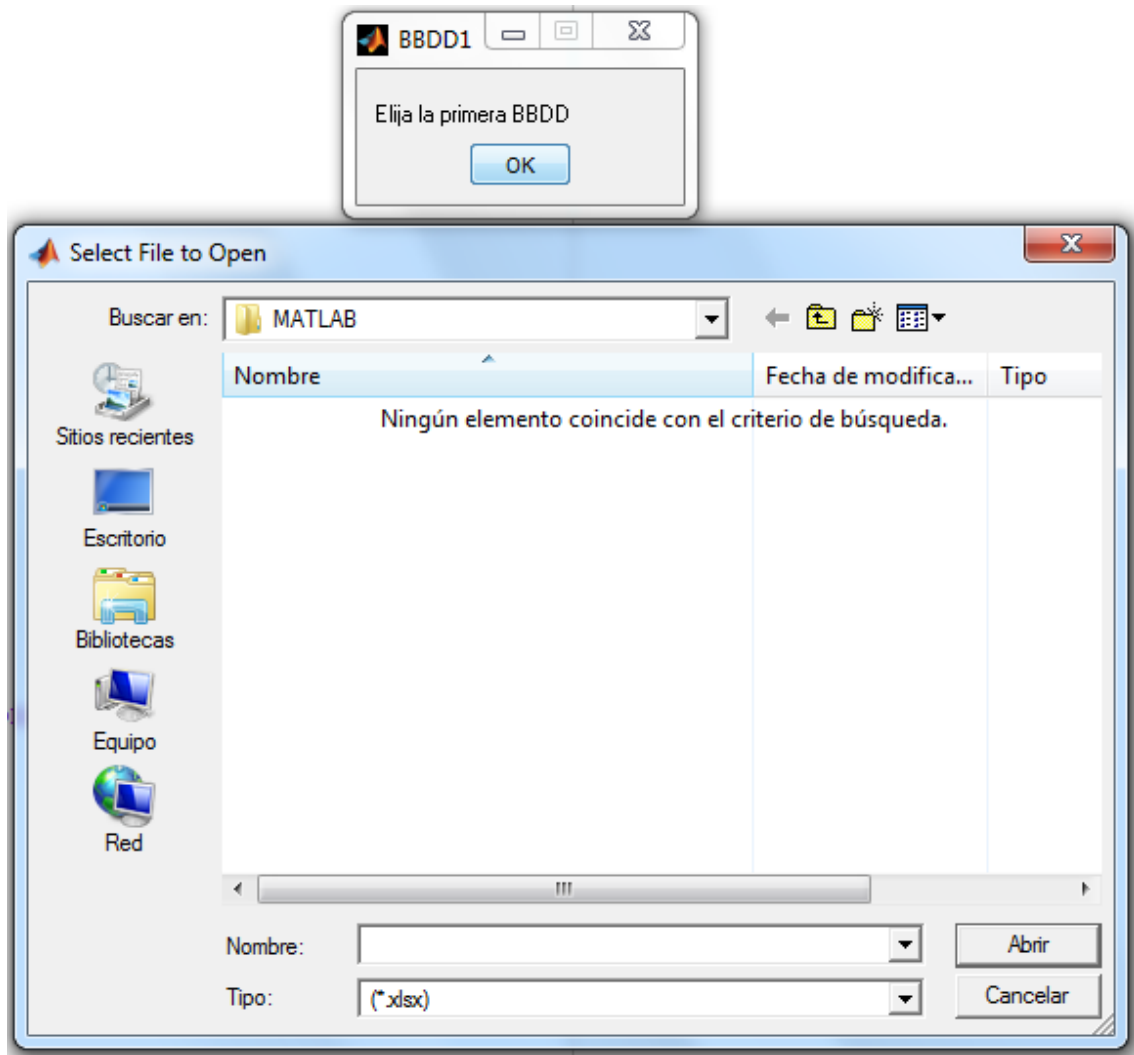 BBDD1
Elija la primera BBDD
OK
Select File to Open
Buscar en:
MATLAB
Nombre
Fecha de modifica...
Tipo
Ningún elemento coincide con el criterio de búsqueda.
Sitios recientes
Escritorio
Bibliotecas
Equipo
Red
Nombre:
Abrir
Tipo:
(*.xlsx)
Cancelar